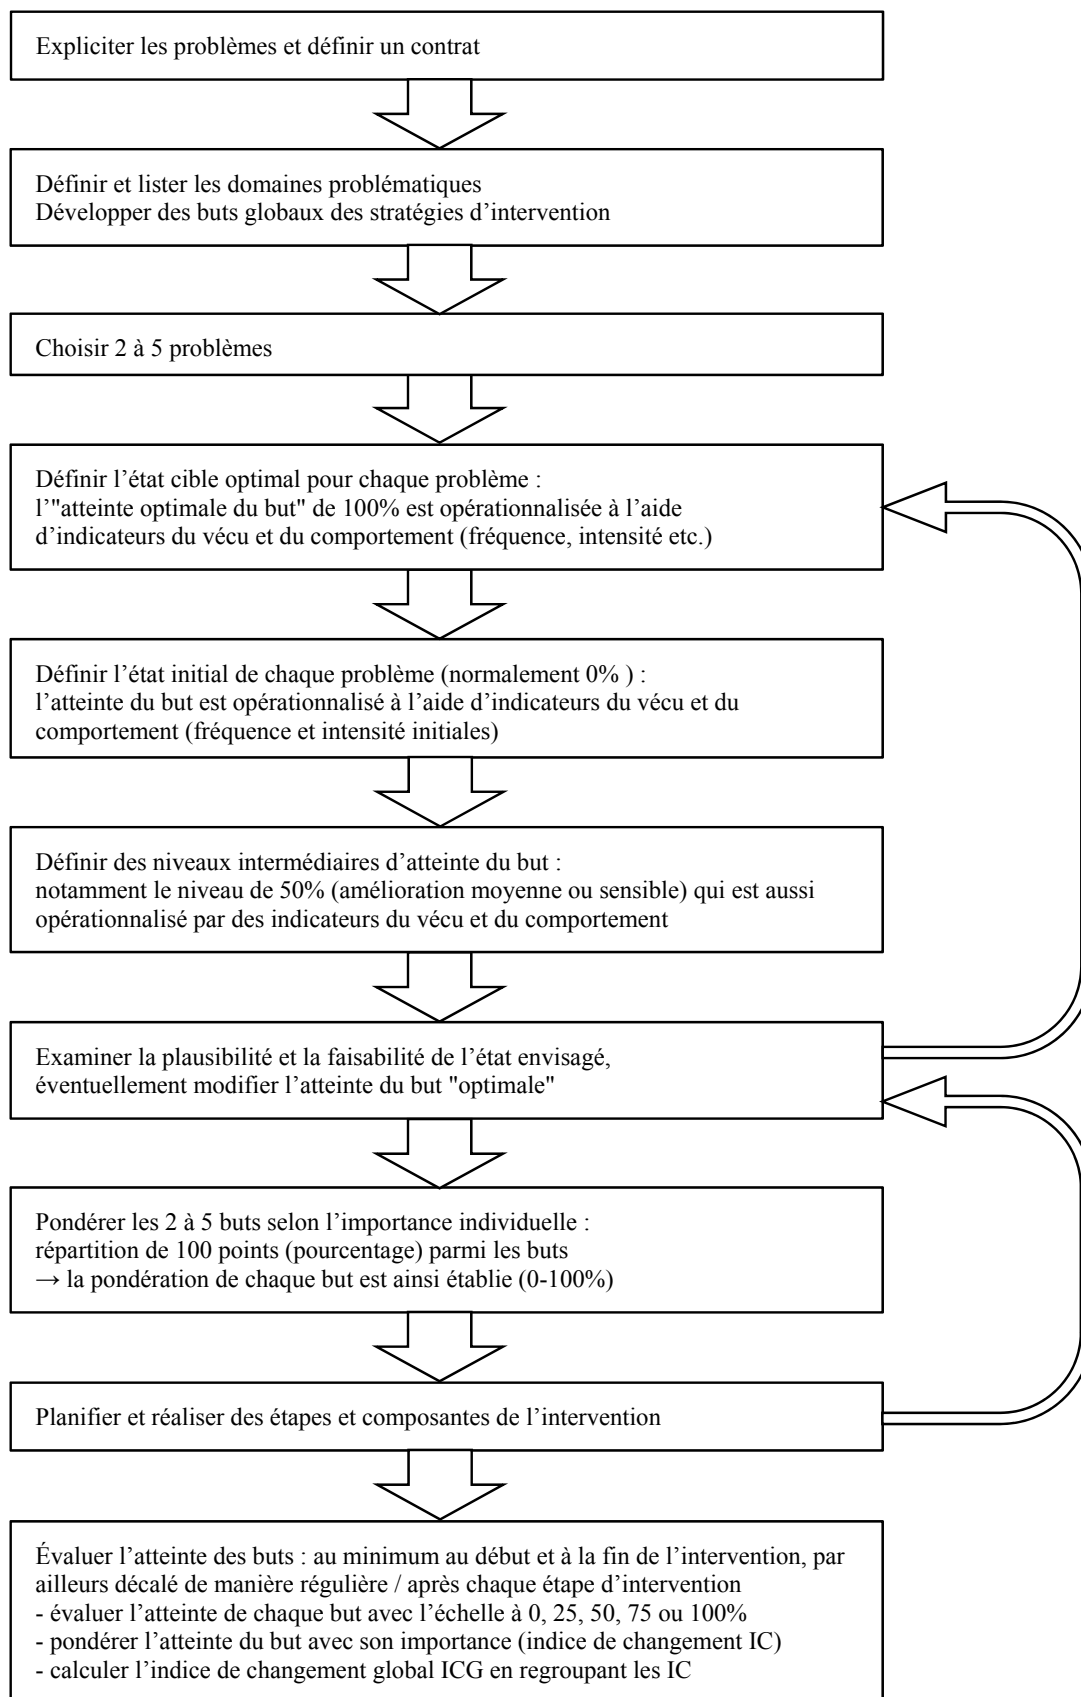 Expliciter les problèmes et définir un contrat
Définir et lister les domaines problématiques
Développer des buts globaux des stratégies d’intervention
Choisir 2 à 5 problèmes
Définir l’état cible optimal pour chaque problème :
l’"atteinte optimale du but" de 100% est opérationnalisée à l’aide
d’indicateurs du vécu et du comportement (fréquence, intensité etc.)
Définir l’état initial de chaque problème (normalement 0% ) :
l’atteinte du but est opérationnalisé à l’aide d’indicateurs du vécu et du
comportement (fréquence et intensité initiales)
Définir des niveaux intermédiaires d’atteinte du but :
notamment le niveau de 50% (amélioration moyenne ou sensible) qui est aussi
opérationnalisé par des indicateurs du vécu et du comportement
Examiner la plausibilité et la faisabilité de l’état envisagé,
éventuellement modifier l’atteinte du but "optimale"
Pondérer les 2 à 5 buts selon l’importance individuelle :
répartition de 100 points (pourcentage) parmi les buts
→ la pondération de chaque but est ainsi établie (0-100%)
Planifier et réaliser des étapes et composantes de l’intervention
Évaluer l’atteinte des buts : au minimum au début et à la fin de l’intervention, par
ailleurs décalé de manière régulière / après chaque étape d’intervention
- évaluer l’atteinte de chaque but avec l’échelle à 0, 25, 50, 75 ou 100%
- pondérer l’atteinte du but avec son importance (indice de changement IC)
- calculer l’indice de changement global ICG en regroupant les IC